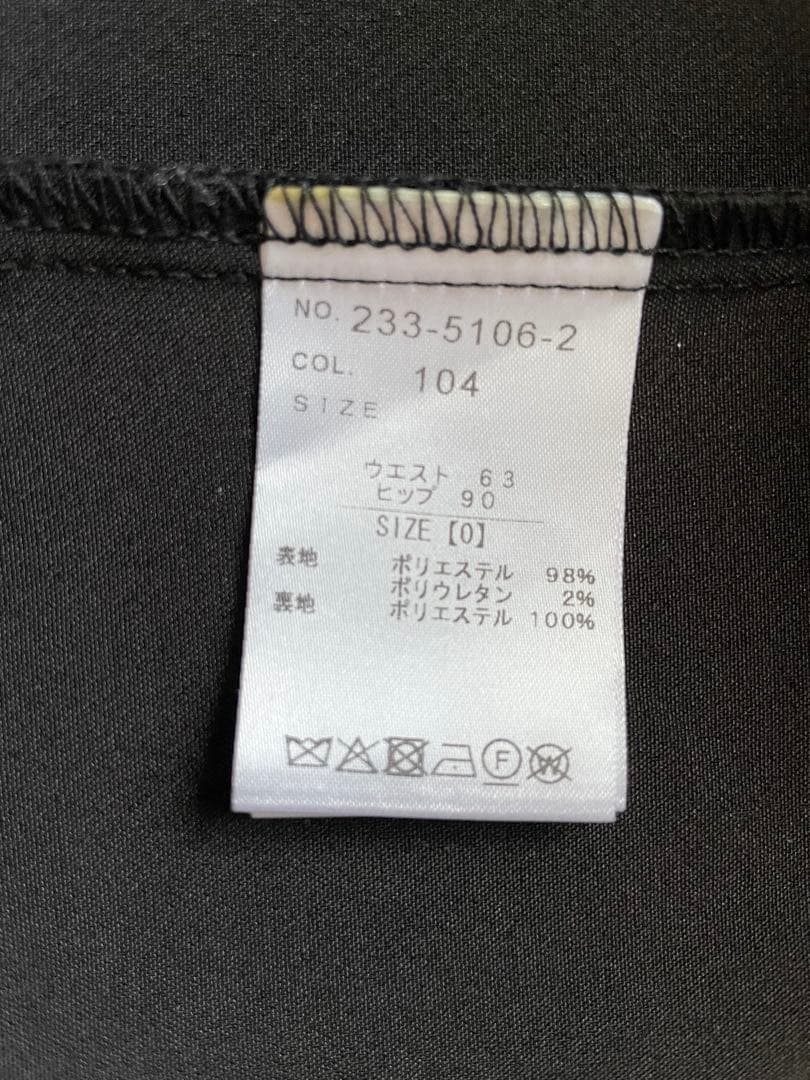 NO. 233-5106-2
COL. 104
SIZE
ウエスト 63
ヒップ 90
SIZE【0】
表地 ポリエステル 98%
ポリウレタン 2%
裏地 ポリエステル 100%
F
W